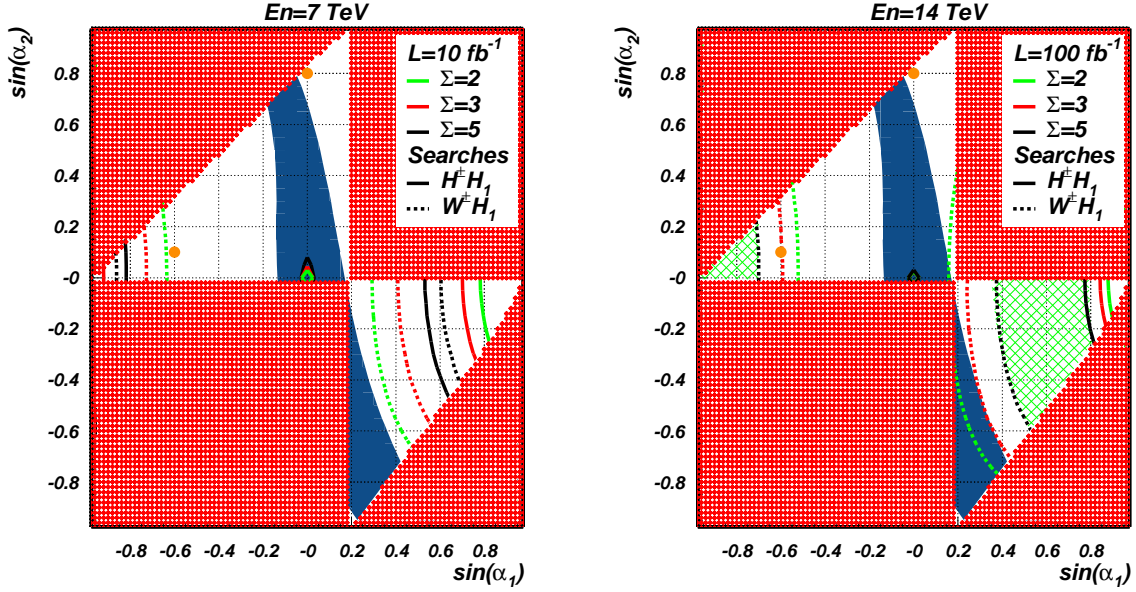 En=7 TeV
sin(α₂)
L=10 fb⁻¹
Σ=2
Σ=3
Σ=5
Searches
H±H₁
W±H₁
0.8
0.6
0.4
0.2
-0
-0.2
-0.4
-0.6
-0.8
-0.8 -0.6 -0.4 -0.2 -0 0.2 0.4 0.6 0.8
sin(α₁)
En=14 TeV
sin(α₂)
L=100 fb⁻¹
Σ=2
Σ=3
Σ=5
Searches
H±H₁
W±H₁
0.8
0.6
0.4
0.2
-0
-0.2
-0.4
-0.6
-0.8
-0.8 -0.6 -0.4 -0.2 -0 0.2 0.4 0.6 0.8
sin(α₁)